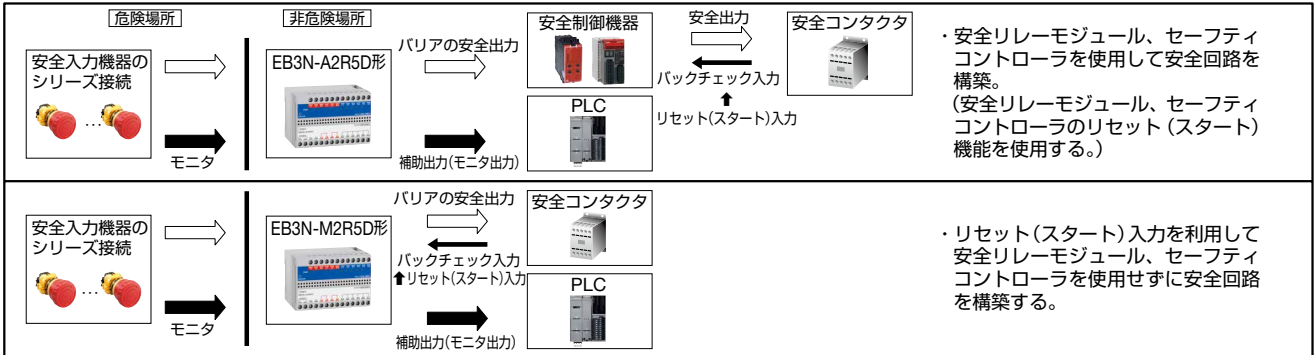 危険場所
非危険場所
安全入力機器の
シリーズ接続
モニタ
EB3N-A2R5D形
バリアの安全出力
補助出力(モニタ出力)
安全制御機器
PLC
安全出力
バックチェック入力
リセット(スタート)入力
安全コンタクタ
・安全リレーモジュール、セーフティ
コントローラを使用して安全回路を
構築。
(安全リレーモジュール、セーフティ
コントローラのリセット(スタート)
機能を使用する。)
安全入力機器の
シリーズ接続
モニタ
EB3N-M2R5D形
バリアの安全出力
バックチェック入力
リセット(スタート)入力
補助出力(モニタ出力)
安全コンタクタ
PLC
・リセット(スタート)入力を利用して
安全リレーモジュール、セーフティ
コントローラを使用せずに安全回路
を構築する。